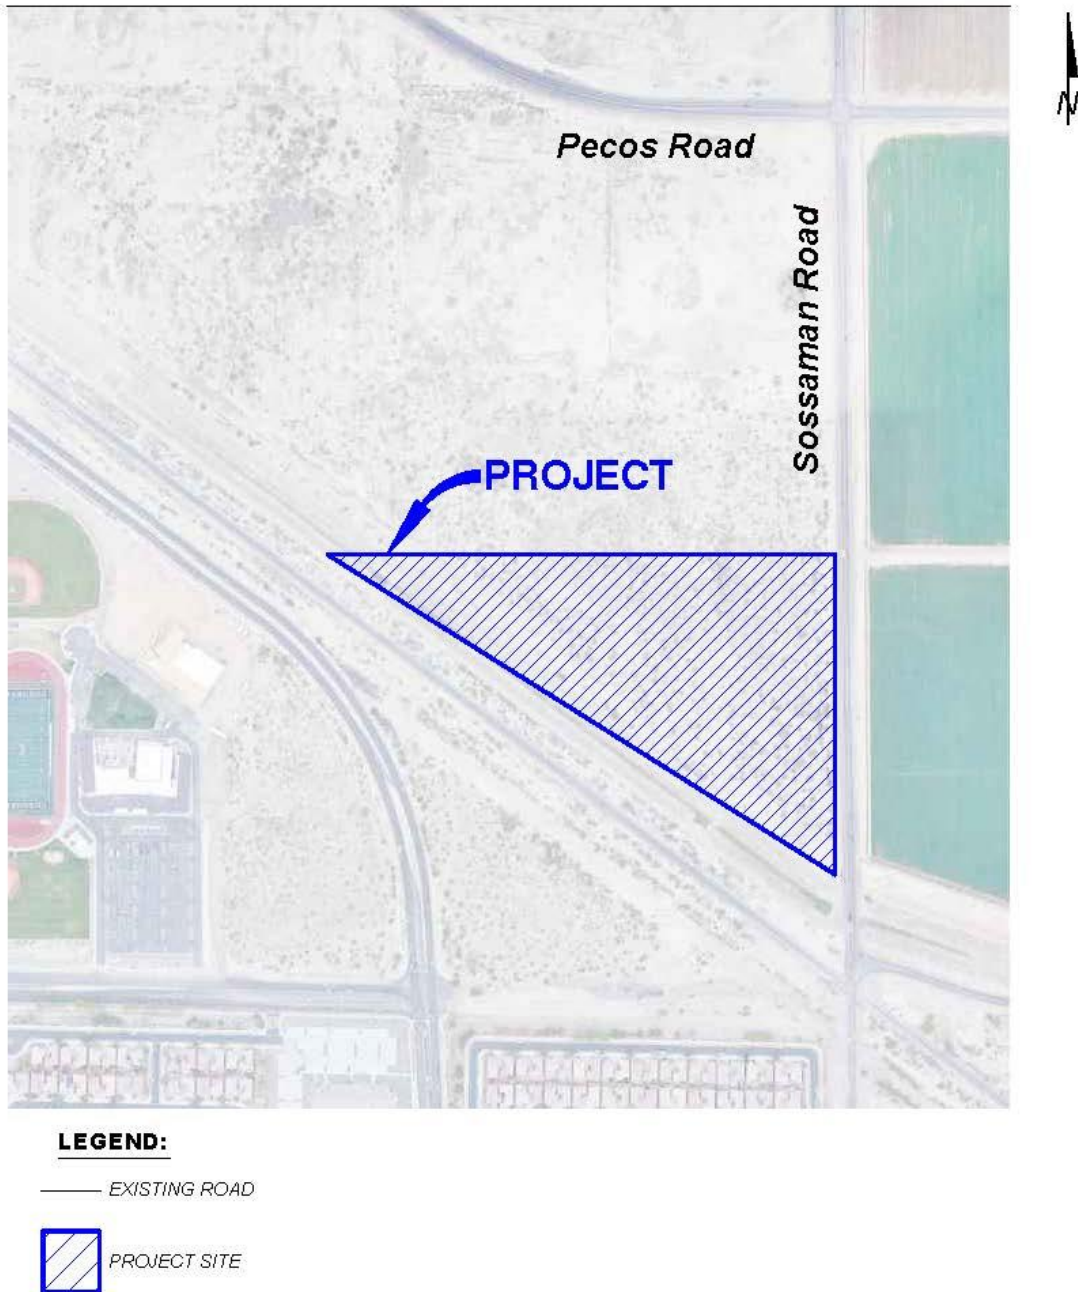 N
Pecos Road
Sossaman Road
PROJECT
LEGEND:
EXISTING ROAD
PROJECT SITE